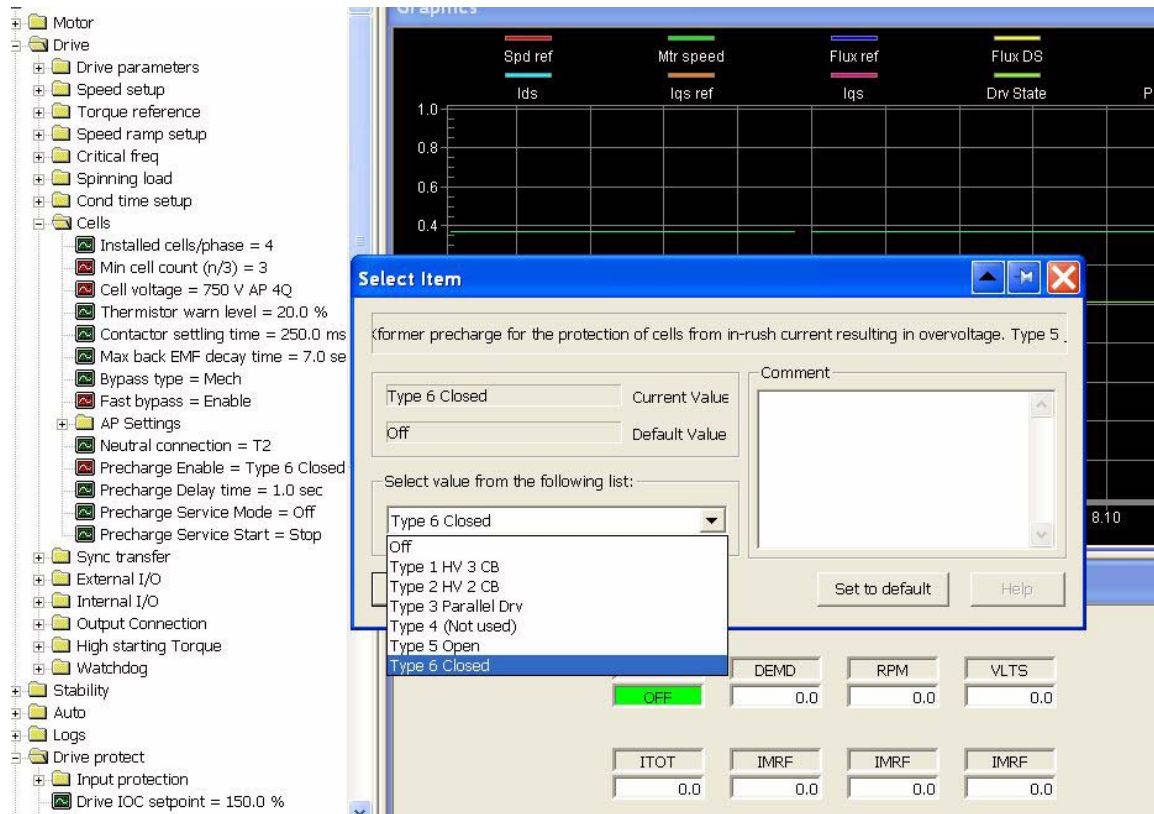 Motor
Drive
Drive parameters
Speed setup
Torque reference
Speed ramp setup
Critical freq
Spinning load
Cond time setup
Cells
Installed cells/phase = 4
Min cell count (n/3) = 3
Cell voltage = 750 V AP 4Q
Thermistor warn level = 20.0 %
Contactor settling time = 250.0 ms
Max back EMF decay time = 7.0 se
Bypass type = Mech
Fast bypass = Enable
AP Settings
Neutral connection = T2
Precharge Enable = Type 6 Closed
Precharge Delay time = 1.0 sec
Precharge Service Mode = Off
Precharge Service Start = Stop
Sync transfer
External I/O
Internal I/O
Output Connection
High starting Torque
Watchdog
Stability
Auto
Logs
Drive protect
Input protection
Drive IOC setpoint = 150.0 %
Graphics
Spd ref Mtr speed Flux ref Flux DS
Ids Iqs ref Iqs Drv State P
1.0
0.8
0.6
0.4
8.10
Select Item
former precharge for the protection of cells from in-rush current resulting in overvoltage. Type 5
Type 6 Closed Current Value
Off Default Value
Comment
Select value from the following list:
Type 6 Closed
Off
Type 1 HV 3 CB
Type 2 HV 2 CB
Type 3 Parallel Drv
Type 4 (Not used)
Type 5 Open
Type 6 Closed
Set to default Help
DEMD RPM VLTS
OFF 0.0 0.0 0.0
ITOT IMRF IMRF IMRF
0.0 0.0 0.0 0.0